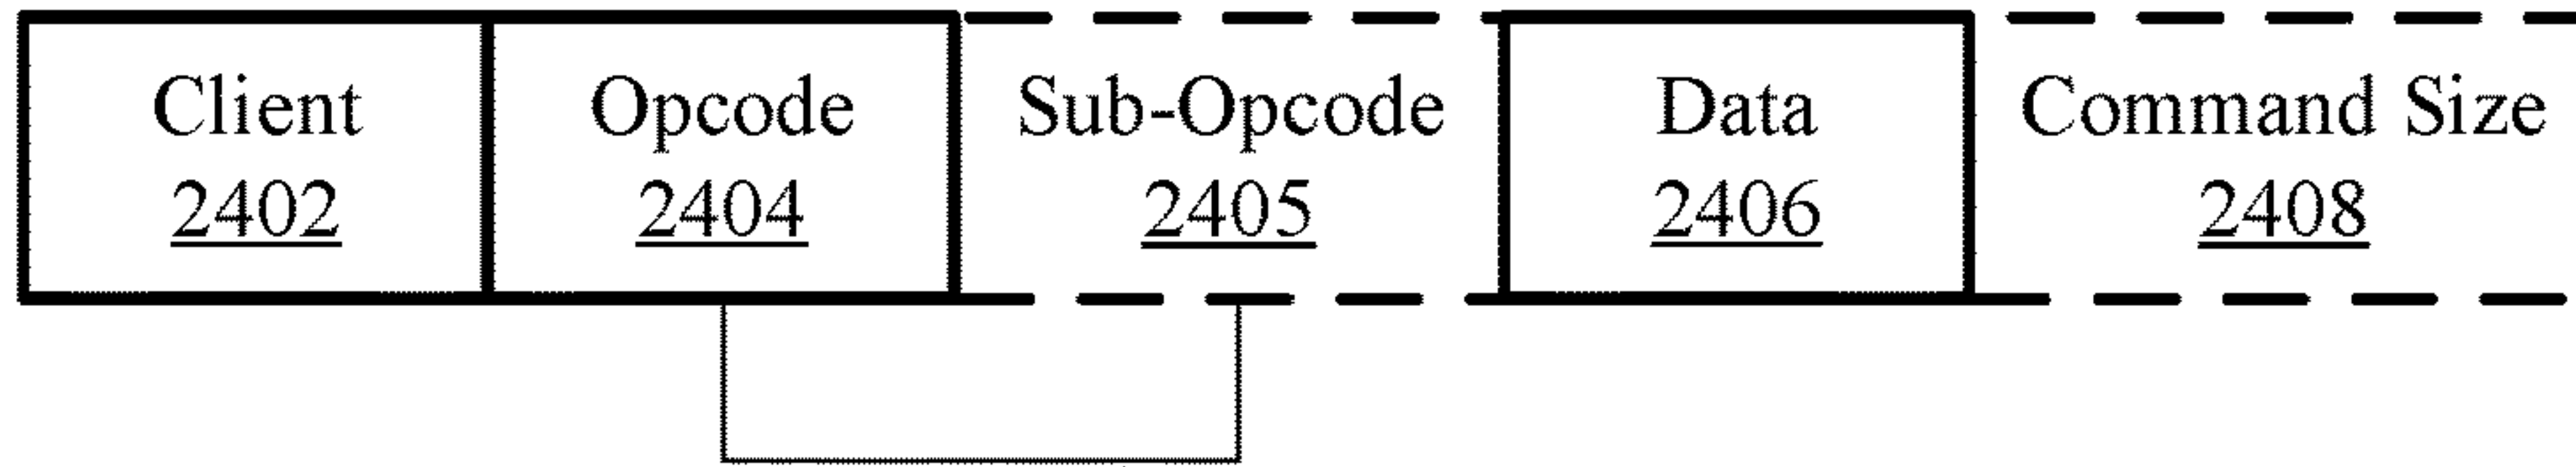 Client
2402
Opcode
2404
Sub-Opcode
2405
Data
2406
Command Size
2408